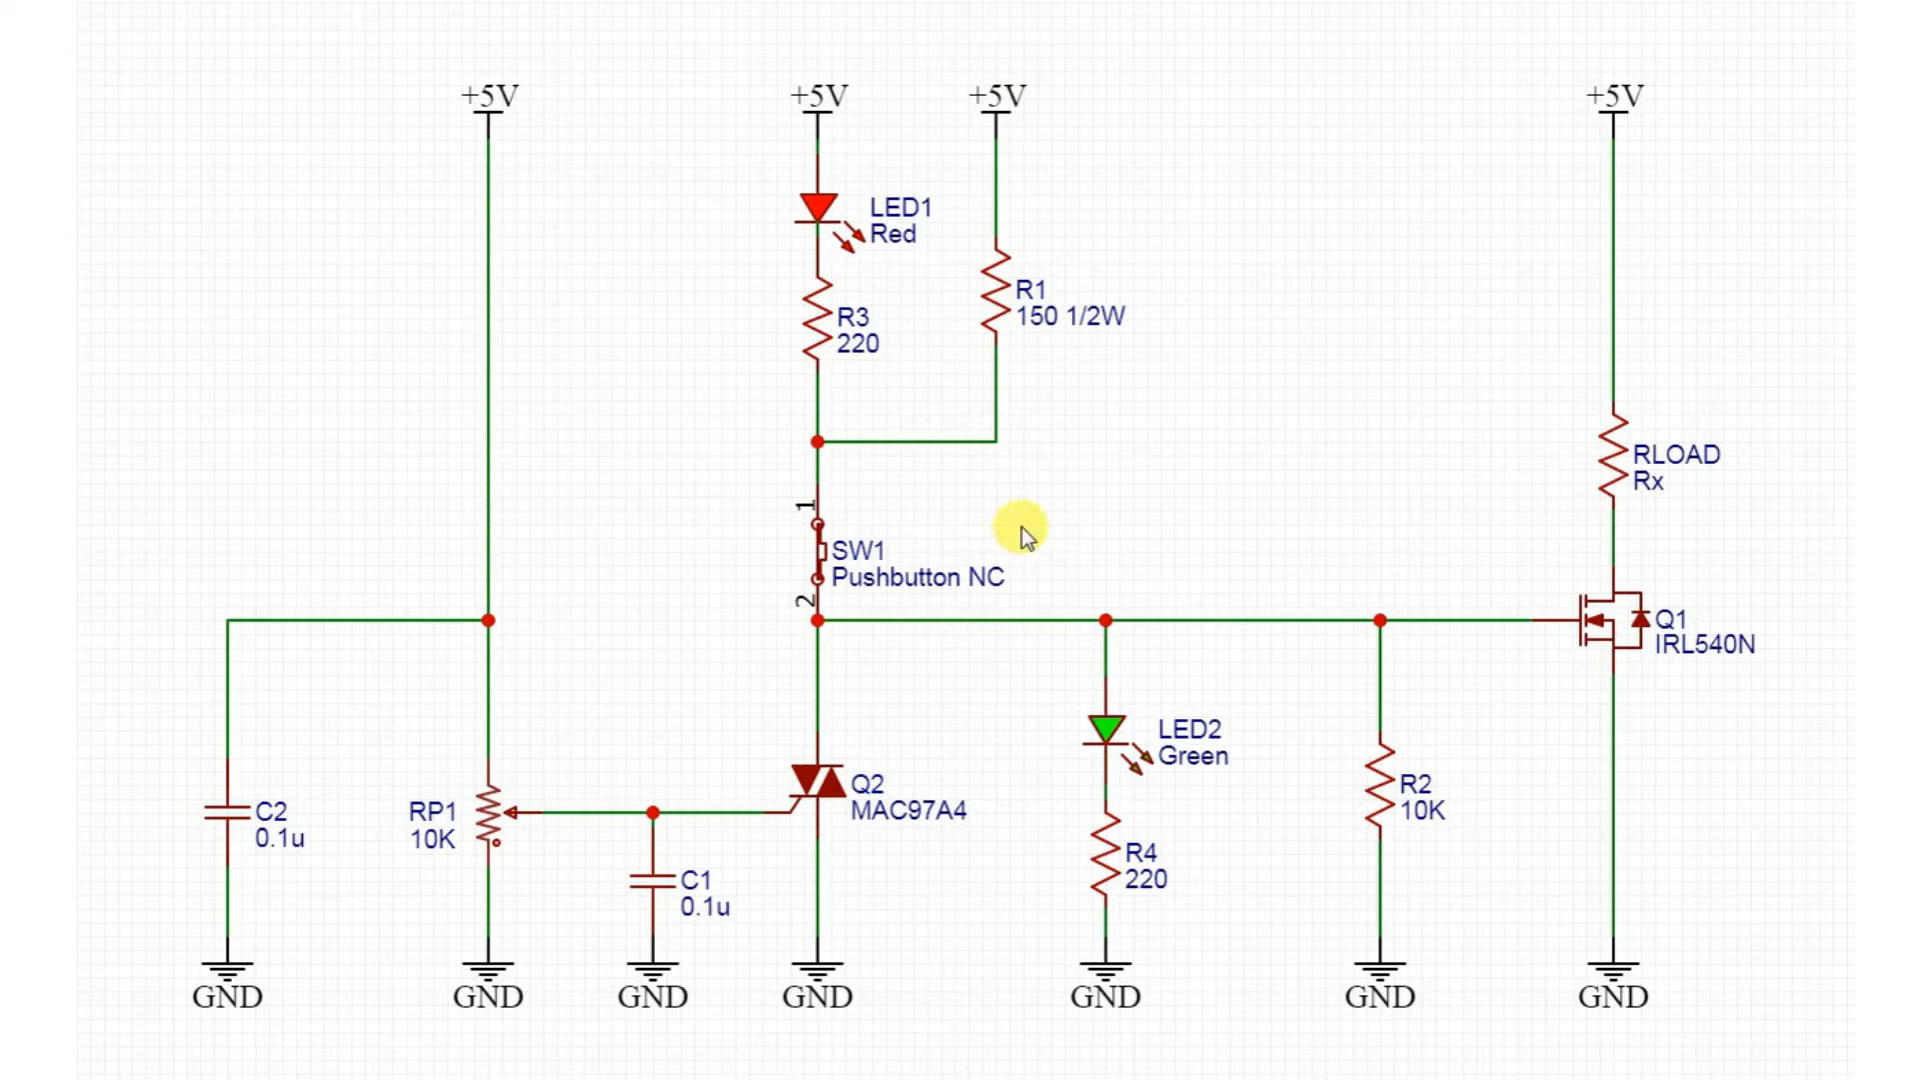 +5V
+5V
+5V
+5V
LED1
Red
R1
150 1/2W
R3
220
RLOAD
Rx
1
SW1
Pushbutton NC
2
Q1
IRL540N
LED2
Green
Q2
MAC97A4
R2
10K
C2
0.1u
RP1
10K
R4
220
C1
0.1u
GND
GND
GND
GND
GND
GND
GND